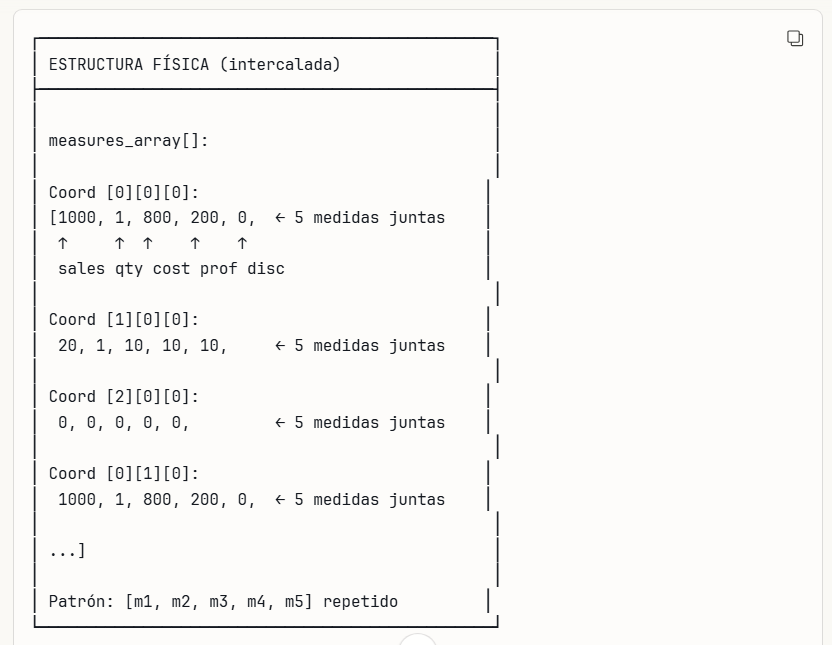 ESTRUCTURA FÍSICA (intercalada)
measures_array[]:
Coord [0][0][0]:
[1000, 1, 800, 200, 0,  ← 5 medidas juntas
↑     ↑  ↑    ↑    ↑
sales qty cost prof disc
Coord [1][0][0]:
20, 1, 10, 10, 10,     ← 5 medidas juntas
Coord [2][0][0]:
0, 0, 0, 0, 0,         ← 5 medidas juntas
Coord [0][1][0]:
1000, 1, 800, 200, 0,  ← 5 medidas juntas
...]
Patrón: [m1, m2, m3, m4, m5] repetido